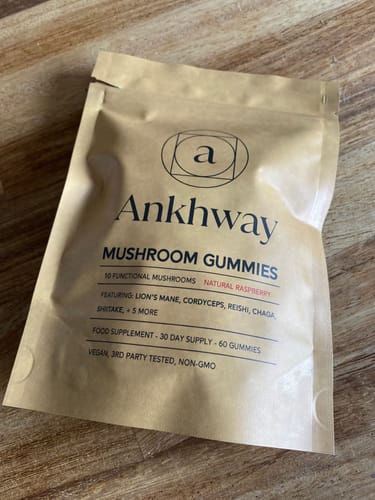 a
Ankhway
MUSHROOM GUMMIES
10 FUNCTIONAL MUSHROOMS NATURAL RASPBERRY
FEATURING: LION'S MANE, CORDYCEPS, REISHI, CHAGA,
SHIITAKE, + 5 MORE
FOOD SUPPLEMENT - 30 DAY SUPPLY - 60 GUMMIES
VEGAN, 3RD PARTY TESTED, NON-GMO